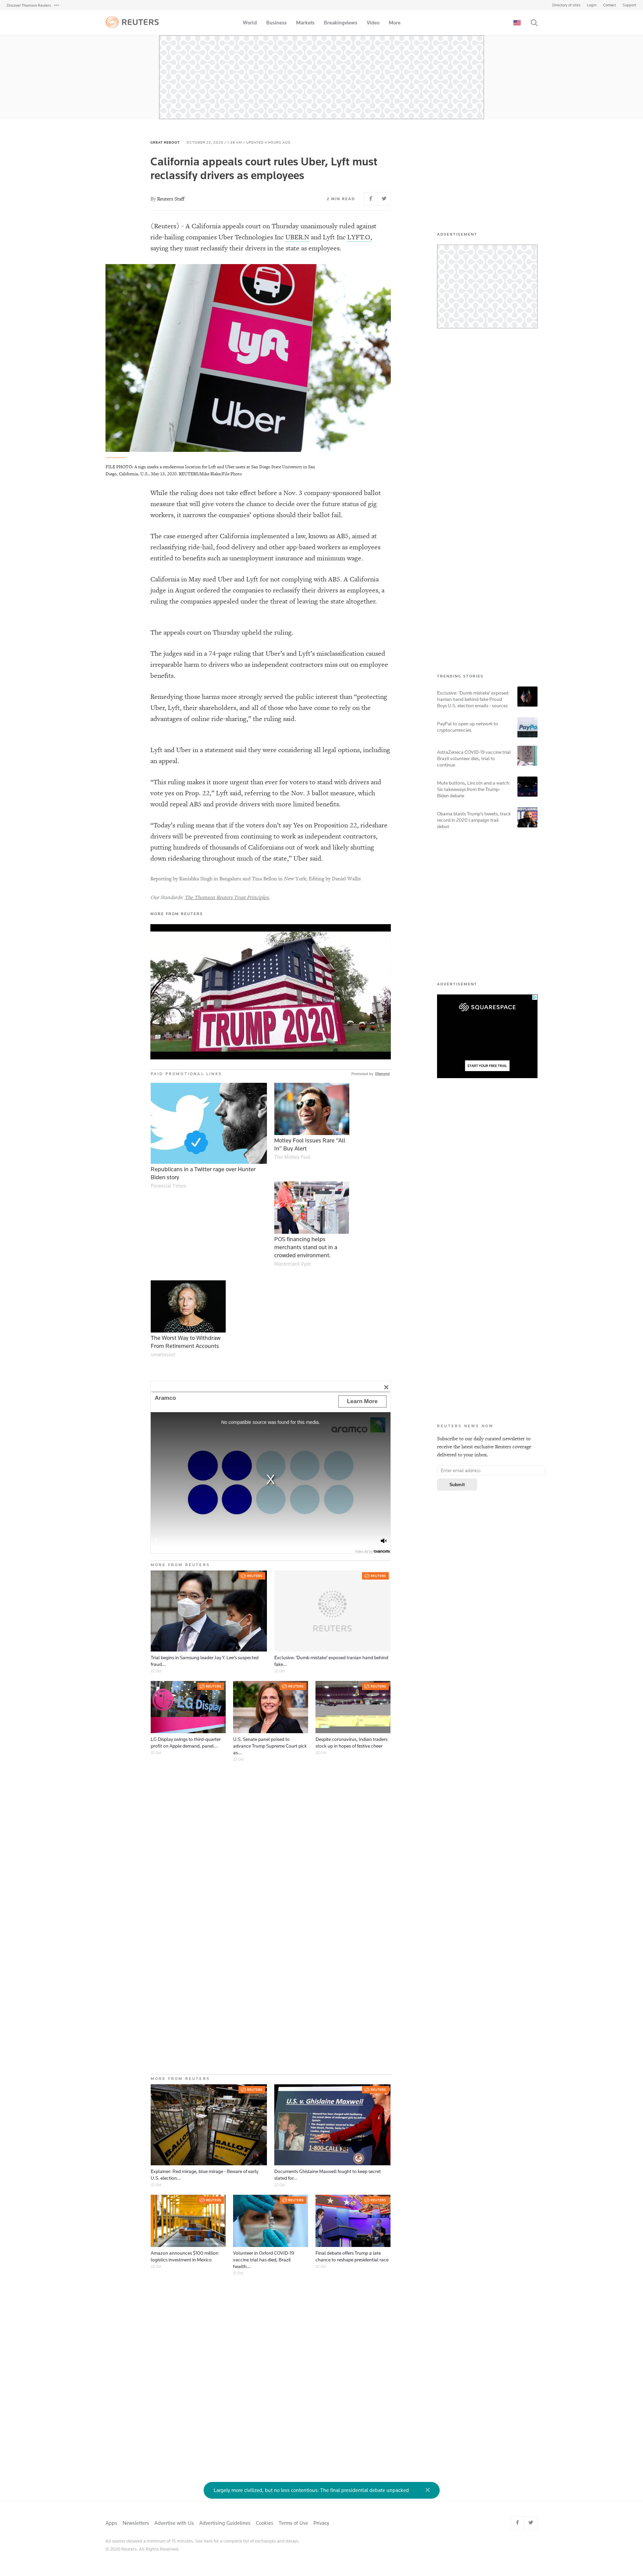 Discover Thomson Reuters
Directory of sites Login Contact Support
REUTERS
World Business Markets Breakingviews Video More
GREAT REBOOT OCTOBER 23, 2020 / 1:38 AM / UPDATED 4 HOURS AGO
California appeals court rules Uber, Lyft must
reclassify drivers as employees
By Reuters Staff
2 MIN READ
(Reuters) - A California appeals court on Thursday unanimously ruled against
ride-hailing companies Uber Technologies Inc UBER.N and Lyft Inc LYFT.O,
saying they must reclassify their drivers in the state as employees.
lyft
Uber
FILE PHOTO: A sign marks a rendezvous location for Lyft and Uber users at San Diego State University in San
Diego, California, U.S., May 13, 2020. REUTERS/Mike Blake/File Photo
While the ruling does not take effect before a Nov. 3 company-sponsored ballot
measure that will give voters the chance to decide over the future status of gig
workers, it narrows the companies' options should their ballot fail.
The case emerged after California implemented a law, known as AB5, aimed at
reclassifying ride-hail, food delivery and other app-based workers as employees
entitled to benefits such as unemployment insurance and minimum wage.
California in May sued Uber and Lyft for not complying with AB5. A California
judge in August ordered the companies to reclassify their drivers as employees, a
ruling the companies appealed under the threat of leaving the state altogether.
The appeals court on Thursday upheld the ruling.
The judges said in a 74-page ruling that Uber's and Lyft's misclassification caused
irreparable harm to drivers who as independent contractors miss out on employee
benefits.
Remedying those harms more strongly served the public interest than "protecting
Uber, Lyft, their shareholders, and all of those who have come to rely on the
advantages of online ride-sharing," the ruling said.
Lyft and Uber in a statement said they were considering all legal options, including
an appeal.
"This ruling makes it more urgent than ever for voters to stand with drivers and
vote yes on Prop. 22," Lyft said, referring to the Nov. 3 ballot measure, which
would repeal AB5 and provide drivers with more limited benefits.
"Today's ruling means that if the voters don't say Yes on Proposition 22, rideshare
drivers will be prevented from continuing to work as independent contractors,
putting hundreds of thousands of Californians out of work and likely shutting
down ridesharing throughout much of the state," Uber said.
Reporting by Kanishka Singh in Bengaluru and Tina Bellon in New York; Editing by Daniel Wallis
Our Standards: The Thomson Reuters Trust Principles.
MORE FROM REUTERS
TRUMP 2020
PAID PROMOTIONAL LINKS
Promoted by Dianomi
Republicans in a Twitter rage over Hunter
Biden story
Financial Times
Motley Fool Issues Rare "All
In" Buy Alert
The Motley Fool
POS financing helps
merchants stand out in a
crowded environment.
Mastercard Vyze
The Worst Way to Withdraw
From Retirement Accounts
smartasset
Aramco
Learn More
No compatible source was found for this media.
aramco
X
MORE FROM REUTERS
REUTERS
REUTERS
REUTERS
Trial begins in Samsung leader Jay Y. Lee's suspected
fraud...
22 Oct
Exclusive: 'Dumb mistake' exposed Iranian hand behind
fake...
22 Oct
REUTERS
LG Display
REUTERS
REUTERS
LG Display swings to third-quarter
profit on Apple demand, panel...
22 Oct
U.S. Senate panel poised to
advance Trump Supreme Court pick
as...
22 Oct
Despite coronavirus, Indian traders
stock up in hopes of festive cheer
22 Oct
MORE FROM REUTERS
REUTERS
BALLOT
BALLOT
REUTERS
U.S. v. Ghislaine Maxwell
1-800-CALL F
Explainer: Red mirage, blue mirage - Beware of early
U.S. election...
Documents Ghislaine Maxwell fought to keep secret
slated for...
REUTERS
REUTERS
REUTERS
Amazon announces $100 million
logistics investment in Mexico
Volunteer in Oxford COVID-19
vaccine trial has died, Brazil
health...
Final debate offers Trump a late
chance to reshape presidential race
ADVERTISEMENT
TRENDING STORIES
Exclusive: 'Dumb mistake' exposed
Iranian hand behind fake Proud
Boys U.S. election emails - sources
PayPal to open up network to
cryptocurrencies
PayPa
AstraZeneca COVID-19 vaccine trial
Brazil volunteer dies, trial to
continue
Mute buttons, Lincoln and a watch:
Six takeaways from the Trump-
Biden debate
Obama blasts Trump's tweets, track
record in 2020 campaign trail
debut
ADVERTISEMENT
SQUARESPACE
START YOUR FREE TRIAL
REUTERS NEWS NOW
Subscribe to our daily curated newsletter to
receive the latest exclusive Reuters coverage
delivered to your inbox.
Enter email address
Submit
Largely more civilized, but no less contentious: The final presidential debate unpacked
Apps Newsletters Advertise with Us Advertising Guidelines Cookies Terms of Use Privacy
All quotes delayed a minimum of 15 minutes. See here for a complete list of exchanges and delays.
© 2020 Reuters. All Rights Reserved.